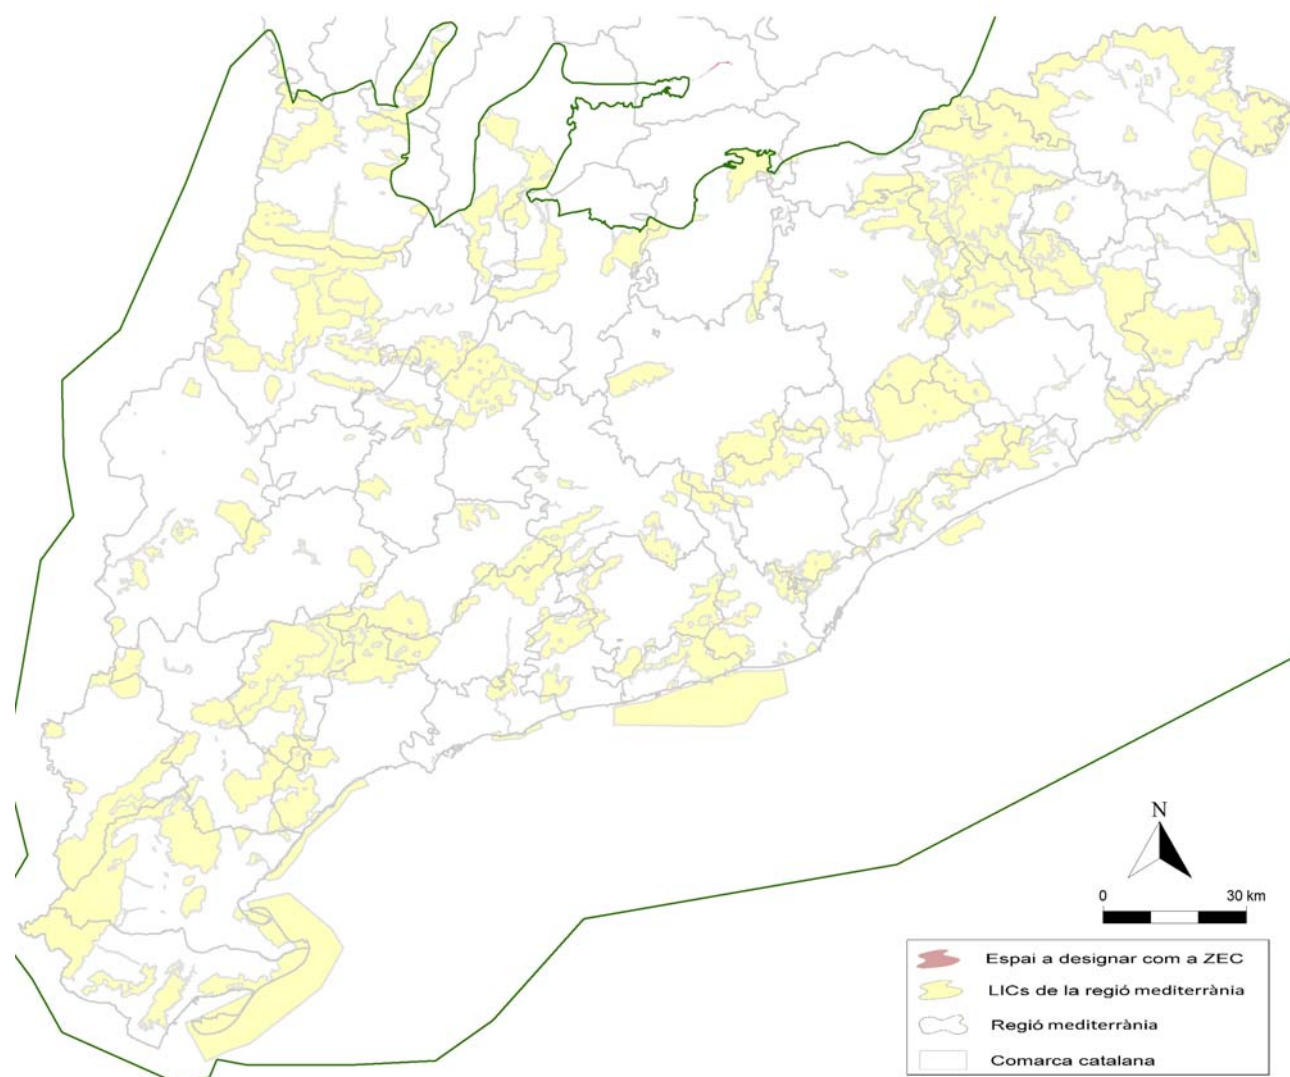 N
0 30 km
Espai a designar com a ZEC
LICs de la regió mediterrània
Regió mediterrània
Comarca catalana